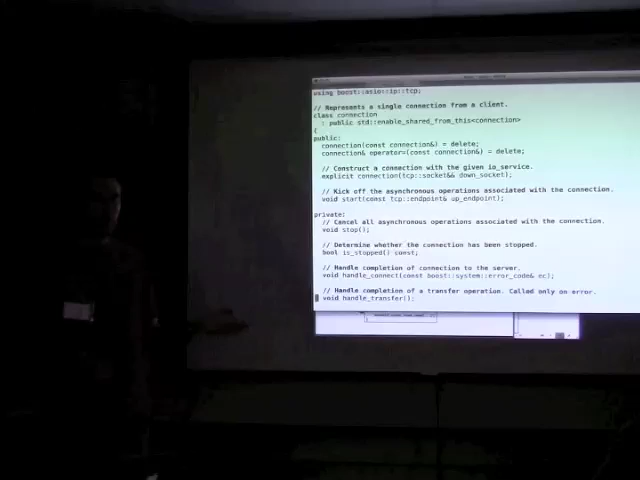 using boost::asio::ip::tcp;
// Represents a single connection from a client.
class connection
: public std::enable_shared_from_this<connection>
{
public:
connection(const connection&) = delete;
connection& operator=(const connection&) = delete;
// Construct a connection with the given io_service.
explicit connection(tcp::socket&& down_socket);
// Kick off the asynchronous operations associated with the connection.
void start(const tcp::endpoint& up_endpoint);
private:
// Cancel all asynchronous operations associated with the connection.
void stop();
// Determine whether the connection has been stopped.
bool is_stopped() const;
// Handle completion of connection to the server.
void handle_connect(const boost::system::error_code& ec);
// Handle completion of a transfer operation. Called only on error.
void handle_transfer();